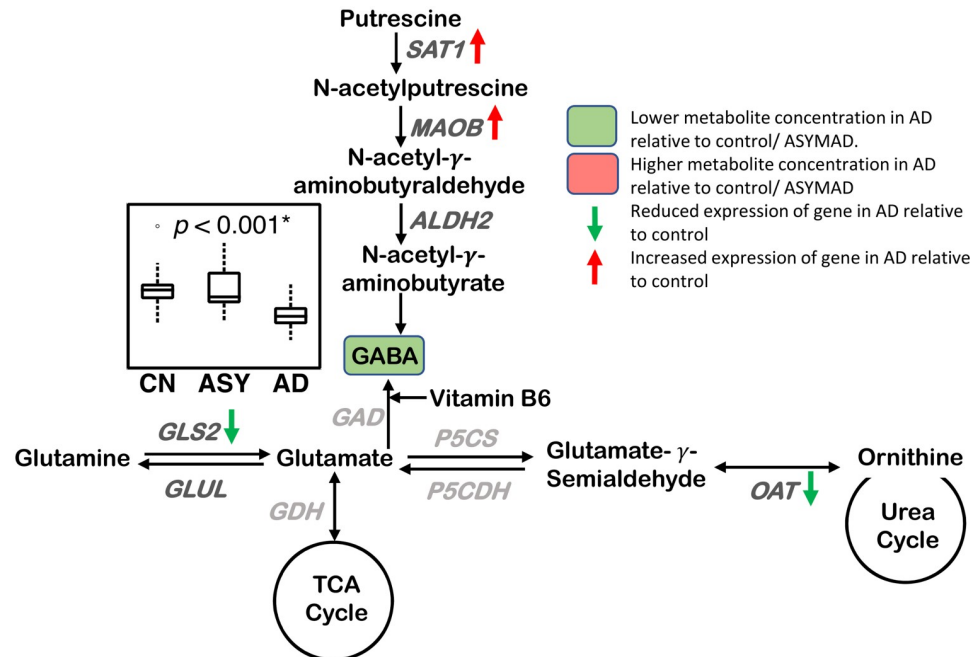 Putrescine
SAT1
N-acetylputrescine
MAOB
N-acetyl-γ-
aminobutyraldehyde
ALDH2
N-acetyl-γ-
aminobutyrate
GABA
Lower metabolite concentration in AD
relative to control/ ASYMAD.
Higher metabolite concentration in AD
relative to control/ ASYMAD
Reduced expression of gene in AD relative
to control
Increased expression of gene in AD relative
to control
p < 0.001*
CN ASY AD
GAD
Vitamin B6
GLS2
Glutamine
GLUL
Glutamate
P5CS
P5CDH
Glutamate- γ-
Semialdehyde
OAT
Ornithine
Urea
Cycle
GDH
TCA
Cycle